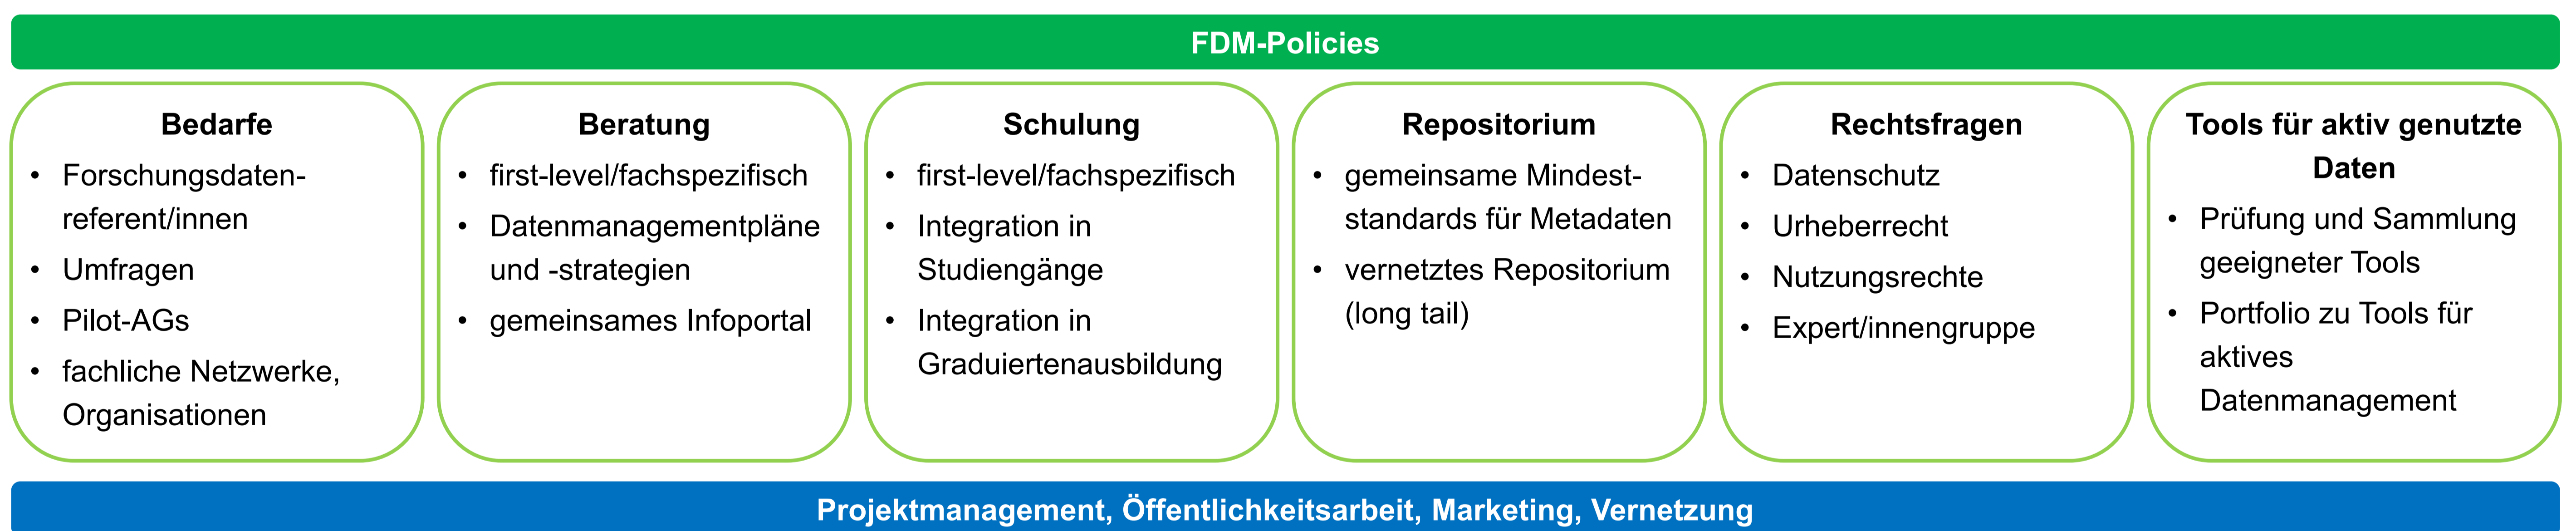 FDM-Policies
Bedarfe
• Forschungsdaten-
referent/innen
• Umfragen
• Pilot-AGs
• fachliche Netzwerke,
Organisationen
Beratung
• first-level/fachspezifisch
• Datenmanagementpläne
und -strategien
• gemeinsames Infoportal
Schulung
• first-level/fachspezifisch
• Integration in
Studiengänge
• Integration in
Graduiertenausbildung
Repositorium
• gemeinsame Mindest-
standards für Metadaten
• vernetztes Repositorium
(long tail)
Rechtsfragen
• Datenschutz
• Urheberrecht
• Nutzungsrechte
• Expert/innengruppe
Tools für aktiv genutzte
Daten
• Prüfung und Sammlung
geeigneter Tools
• Portfolio zu Tools für
aktives
Datenmanagement
Projektmanagement, Öffentlichkeitsarbeit, Marketing, Vernetzung